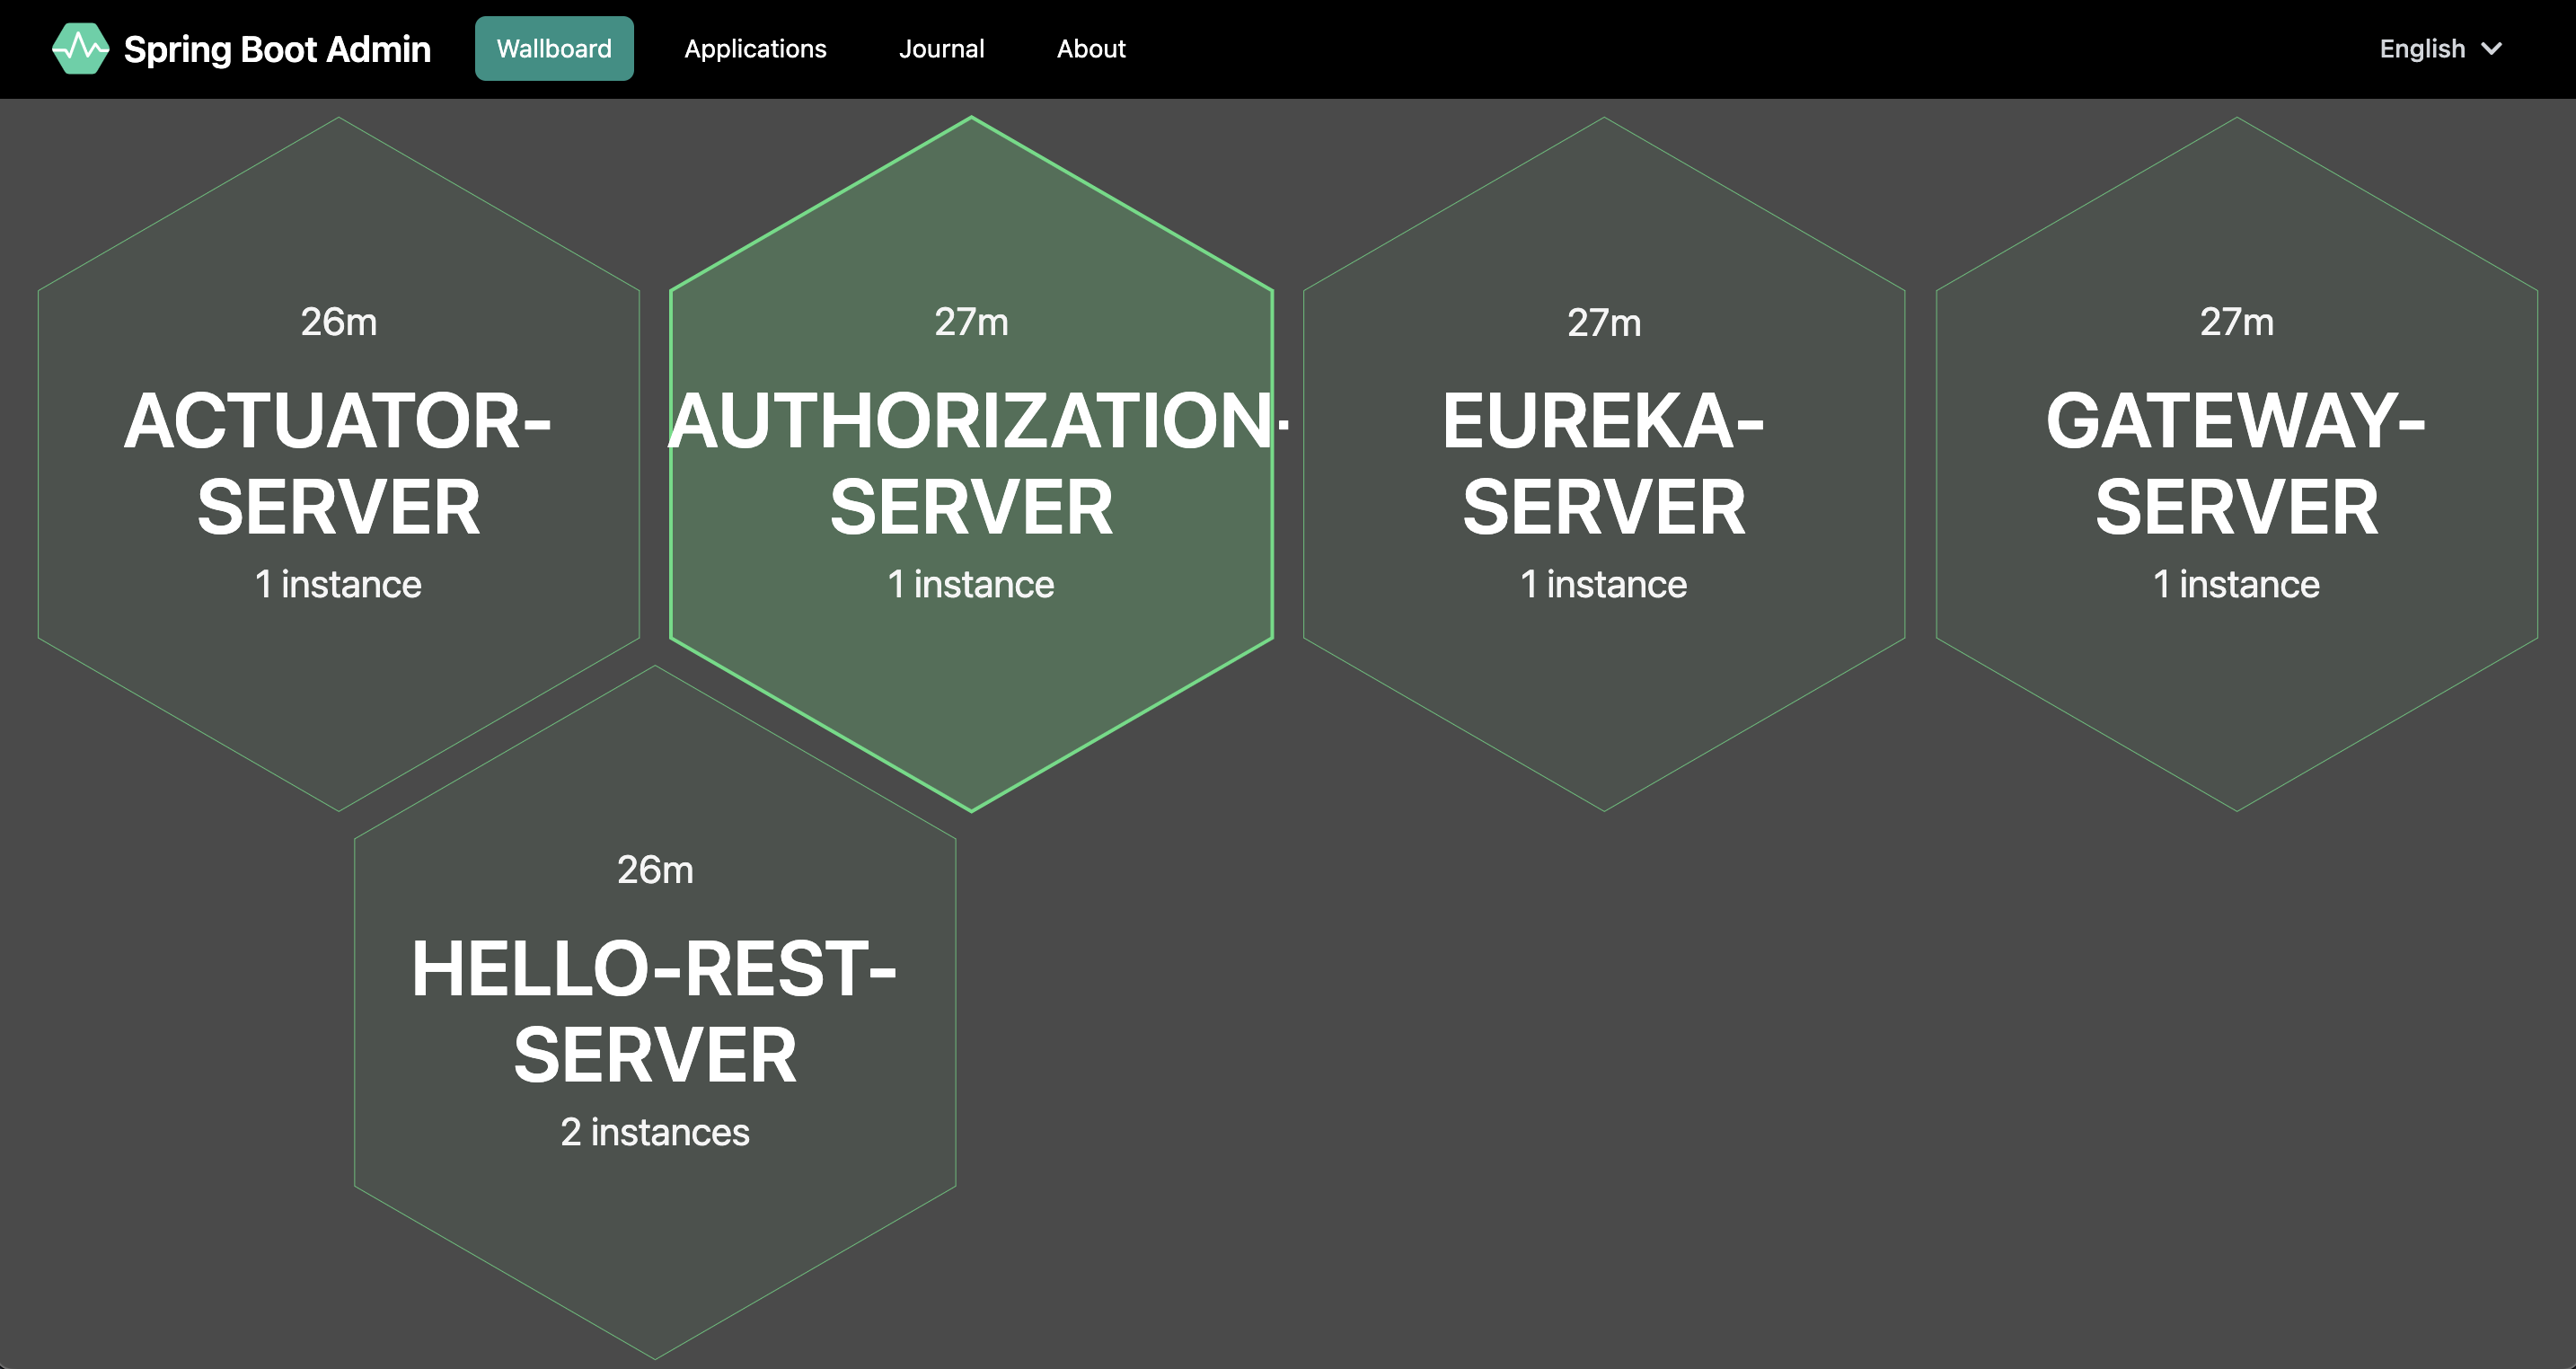 Spring Boot Admin
Wallboard
Applications
Journal
About
English
26m
ACTUATOR-
SERVER
1 instance
27m
AUTHORIZATION-
SERVER
1 instance
27m
EUREKA-
SERVER
1 instance
27m
GATEWAY-
SERVER
1 instance
26m
HELLO-REST-
SERVER
2 instances